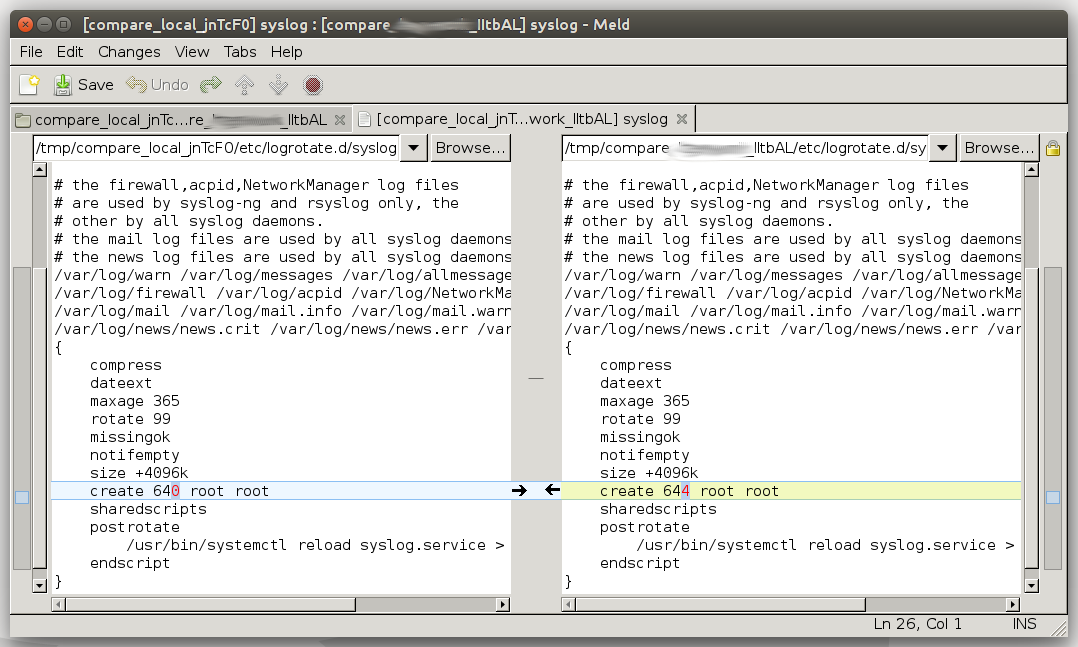 [compare_local_jnTcF0] syslog : [compare_ _lltbAL] syslog - Meld
File Edit Changes View Tabs Help
Save Undo
compare_local_jnTc...re_ _lltbAL
[compare_local_jnT...work_lltbAL] syslog
/tmp/compare_local_jnTcF0/etc/logrotate.d/syslog Browse...
# the firewall,acpid,NetworkManager log files
# are used by syslog-ng and rsyslog only, the
# other by all syslog daemons.
# the mail log files are used by all syslog daemons
# the news log files are used by all syslog daemons
/var/log/warn /var/log/messages /var/log/allmessage
/var/log/firewall /var/log/acpid /var/log/NetworkMa
/var/log/mail /var/log/mail.info /var/log/mail.warn
/var/log/news/news.crit /var/log/news/news.err /var
{
compress
dateext
maxage 365
rotate 99
missingok
notifempty
size +4096k
create 640 root root
sharedscripts
postrotate
/usr/bin/systemctl reload syslog.service >
endscript
}
/tmp/compare_ _lltbAL/etc/logrotate.d/sy Browse...
# the firewall,acpid,NetworkManager log files
# are used by syslog-ng and rsyslog only, the
# other by all syslog daemons.
# the mail log files are used by all syslog daemons
# the news log files are used by all syslog daemons
/var/log/warn /var/log/messages /var/log/allmessage
/var/log/firewall /var/log/acpid /var/log/NetworkMa
/var/log/mail /var/log/mail.info /var/log/mail.warn
/var/log/news/news.crit /var/log/news/news.err /var
{
compress
dateext
maxage 365
rotate 99
missingok
notifempty
size +4096k
create 644 root root
sharedscripts
postrotate
/usr/bin/systemctl reload syslog.service >
endscript
}
Ln 26, Col 1 INS